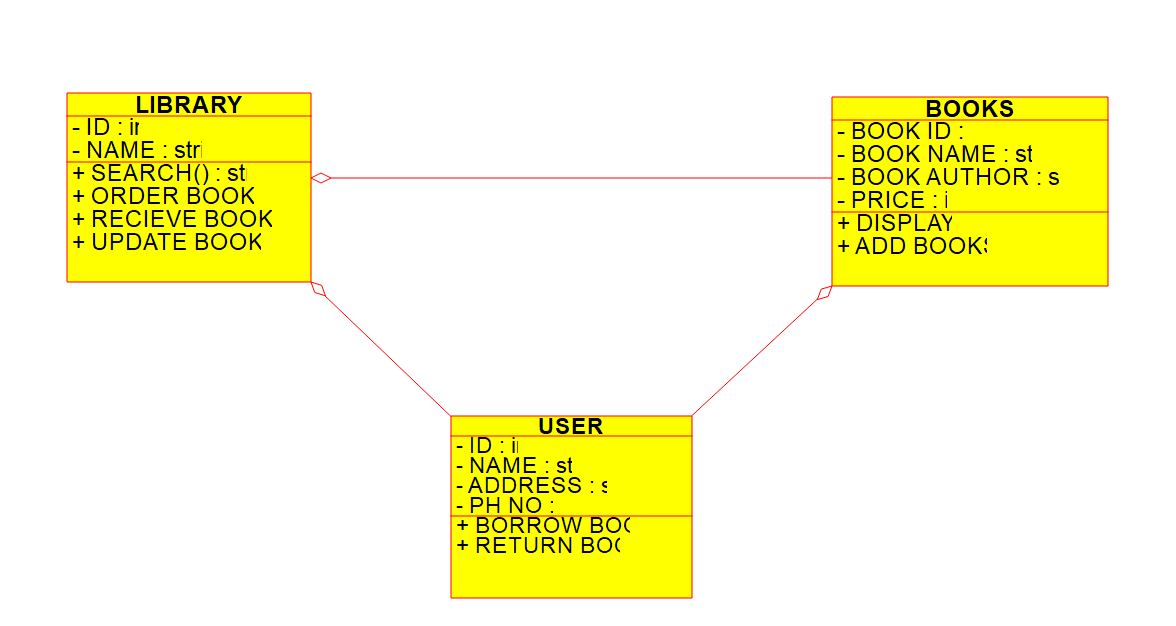 LIBRARY
- ID : in
- NAME : stri
+ SEARCH() : st
+ ORDER BOOK
+ RECIEVE BOOK
+ UPDATE BOOK
BOOKS
- BOOK ID :
- BOOK NAME : st
- BOOK AUTHOR : s
- PRICE : i
+ DISPLAY
+ ADD BOOKS
USER
- ID : i
- NAME : st
- ADDRESS : s
- PH NO :
+ BORROW BOO
+ RETURN BOO